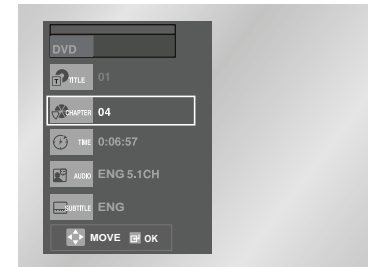 DVD
TITLE 01
CHAPTER 04
TIME 0:06:57
AUDIO ENG 5.1CH
SUBTITLE ENG
MOVE OK